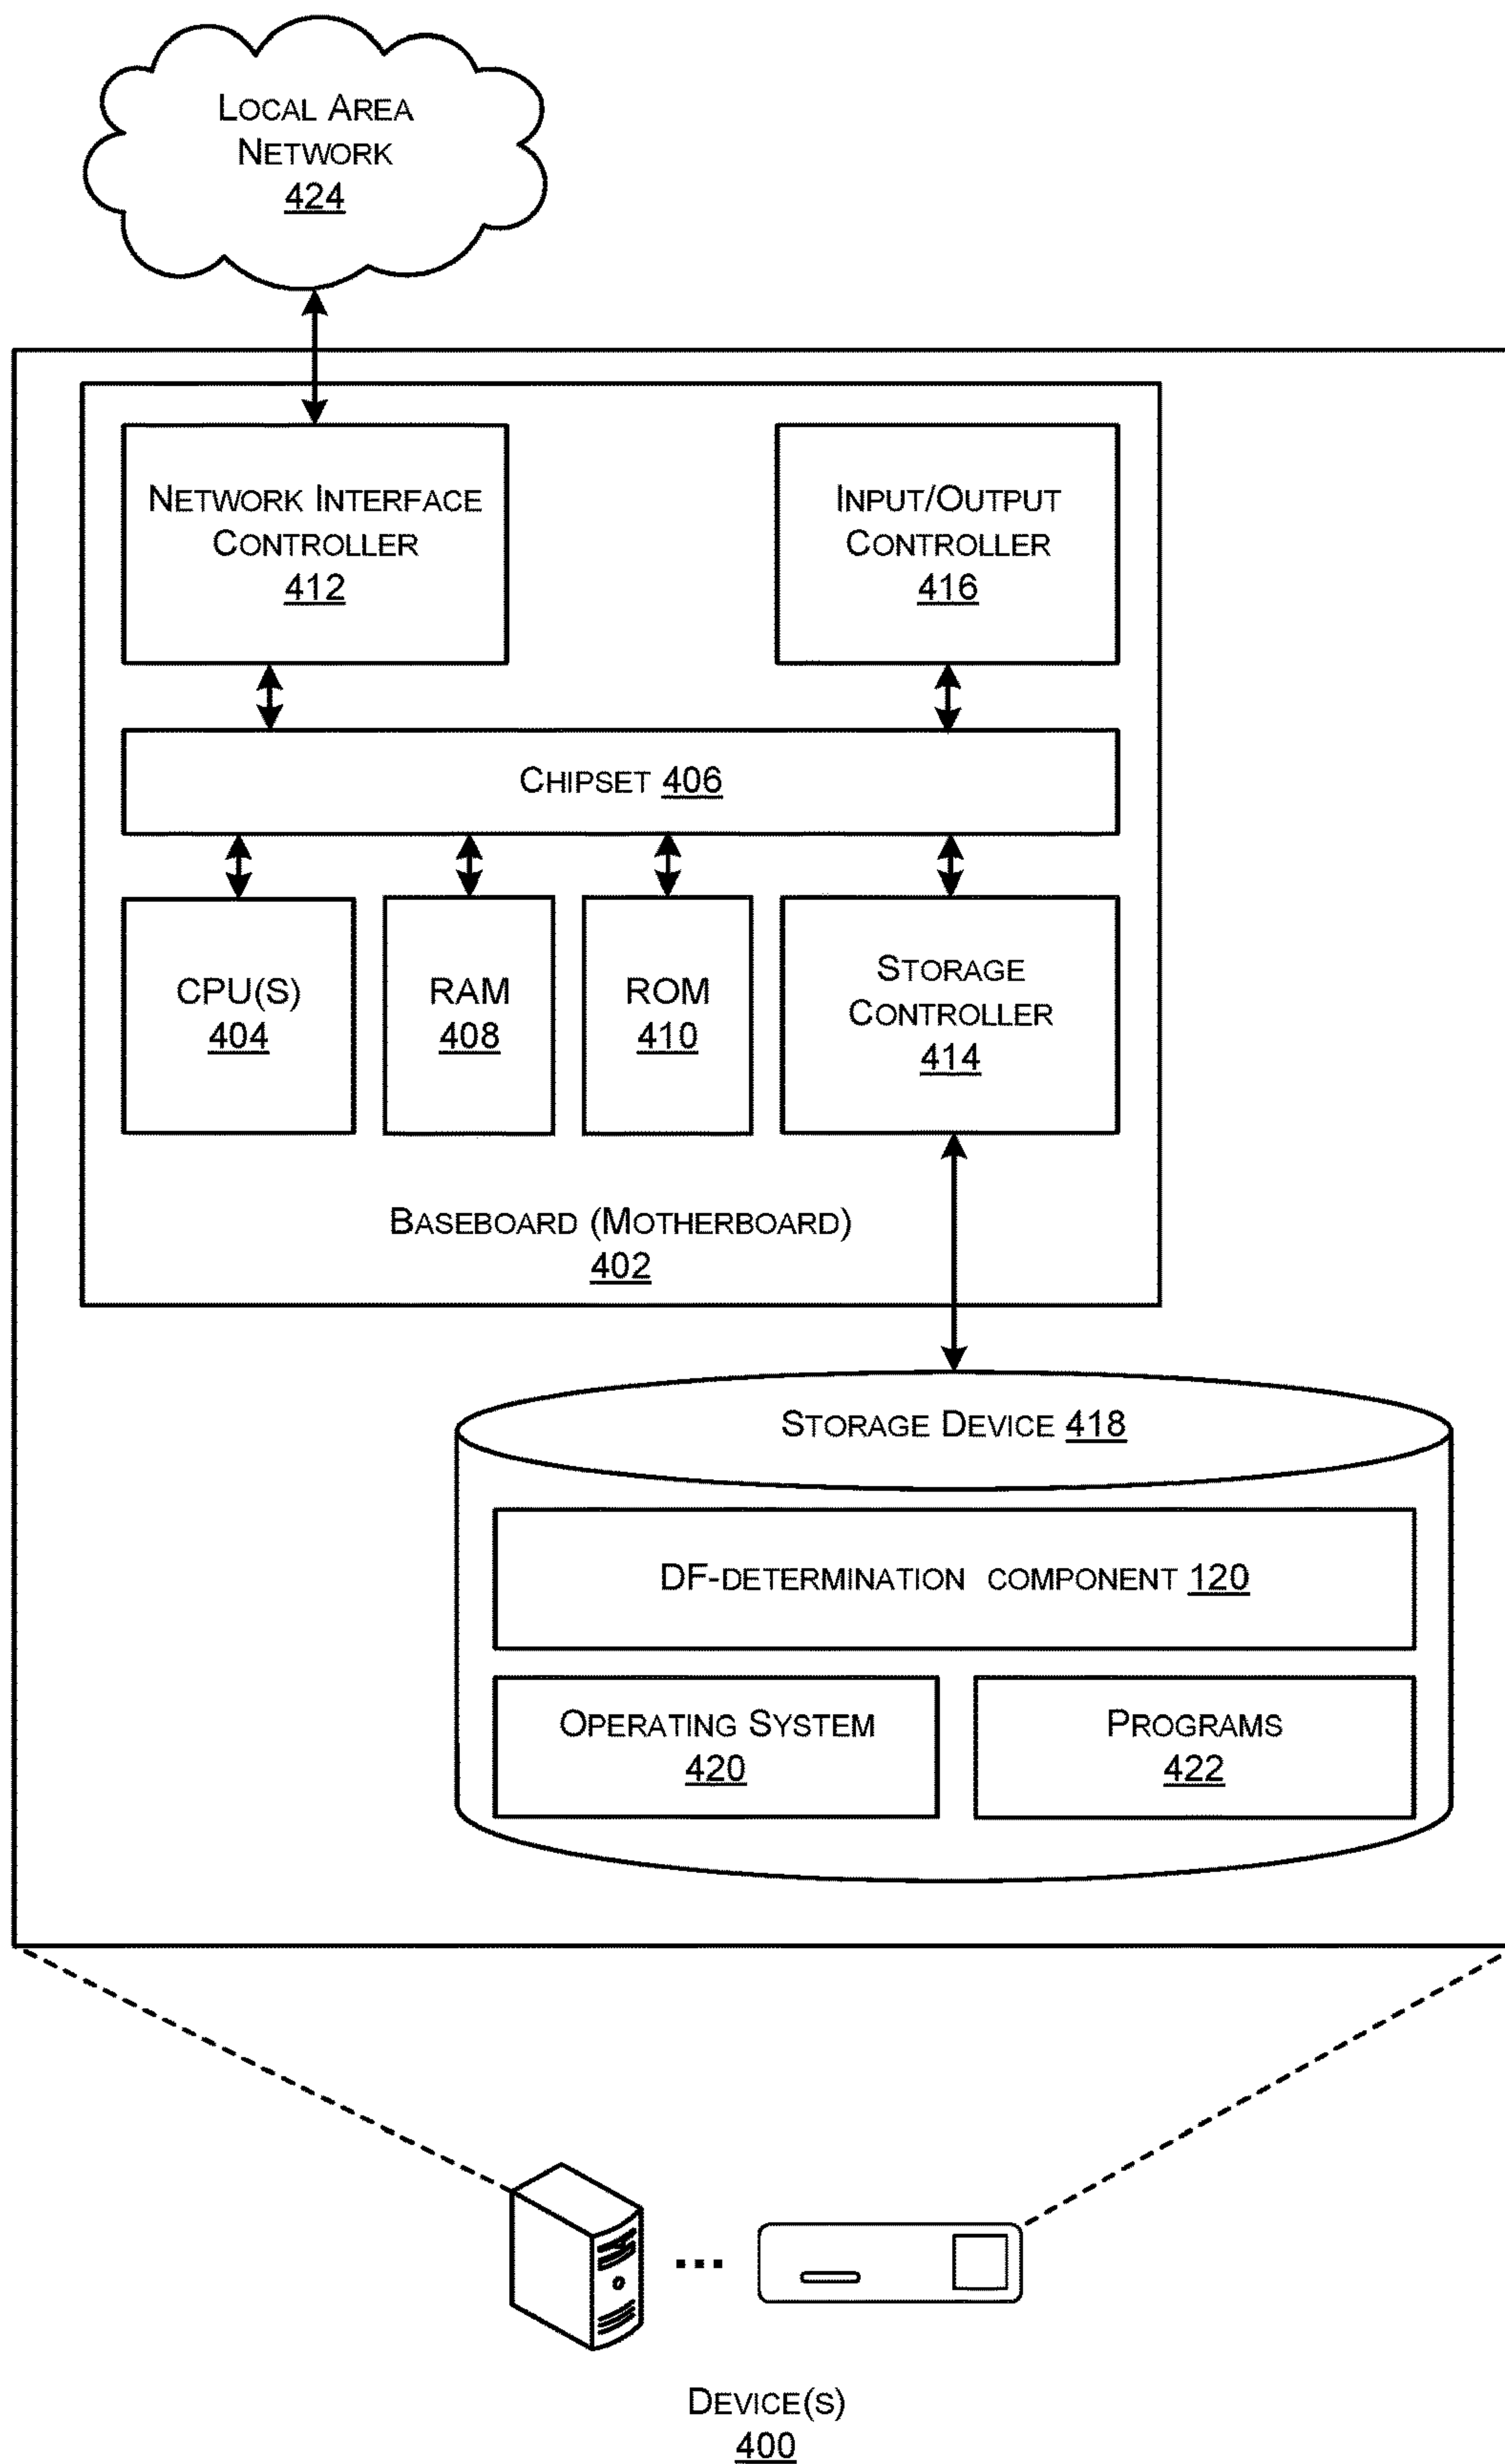 LOCAL AREA
NETWORK
424
NETWORK INTERFACE
CONTROLLER
412
INPUT/OUTPUT
CONTROLLER
416
CHIPSET 406
CPU(S)
404
RAM
408
ROM
410
STORAGE
CONTROLLER
414
BASEBOARD (MOTHERBOARD)
402
STORAGE DEVICE 418
DF-DETERMINATION COMPONENT 120
OPERATING SYSTEM
420
PROGRAMS
422
...
DEVICE(S)
400